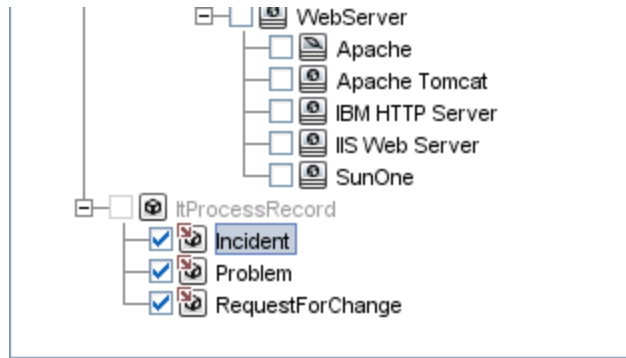 WebServer
Apache
Apache Tomcat
IBM HTTP Server
IIS Web Server
SunOne
ItProcessRecord
Incident
Problem
RequestForChange